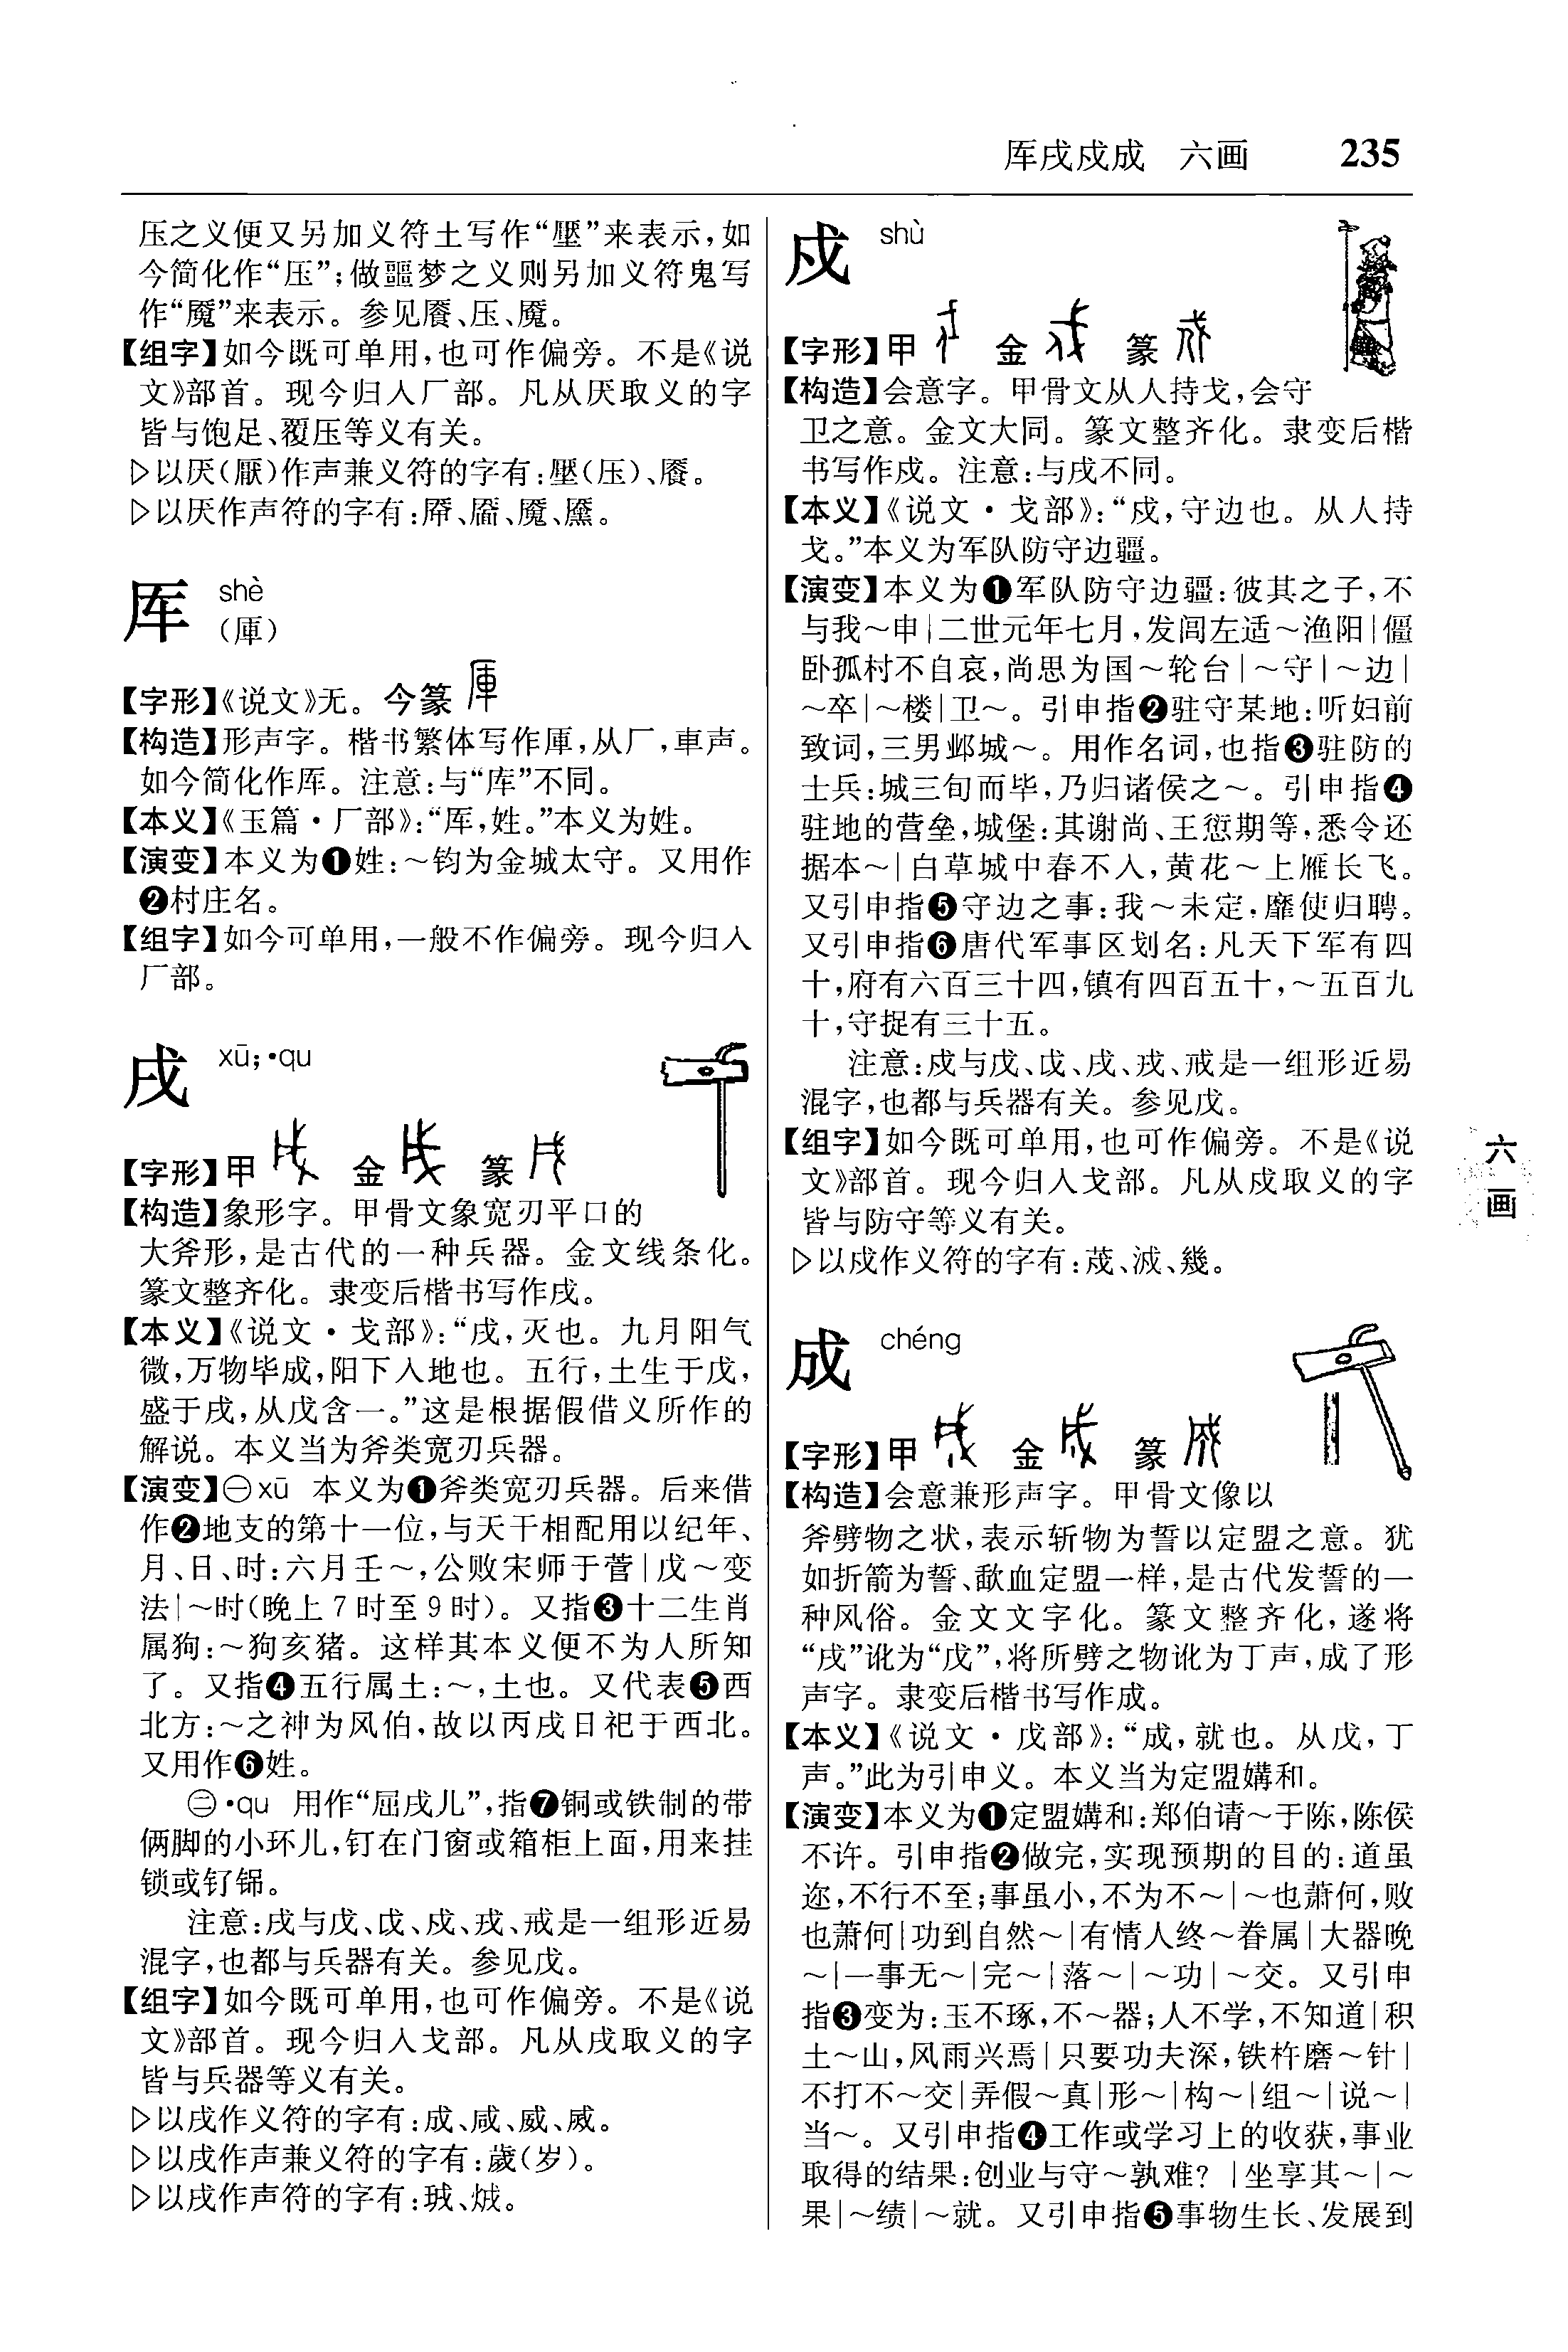 厍戌戍成　六画　235
压之义便又另加义符土写作“壓”来表示，如
今简化作“压”；做噩梦之义则另加义符鬼写
作“魇”来表示。参见餍、压、魇。
【组字】如今既可单用，也可作偏旁。不是《说
文》部首。现今归入厂部。凡从厌取义的字
皆与饱足、覆压等义有关。
▷以厌（厭）作声兼义符的字有：壓（压）、餍。
▷以厌作声符的字有：厣、靥、魇、黡。
厍 shè
（厙）
【字形】《说文》无。今篆
【构造】形声字。楷书繁体写作厙，从厂，車声。
如今简化作厍。注意：与“库”不同。
【本义】《玉篇·厂部》：“厍，姓。”本义为姓。
【演变】本义为❶姓：～钧为金城太守。又用作
❷村庄名。
【组字】如今可单用，一般不作偏旁。现今归入
厂部。
戌 xū；·qu
【字形】甲 金 篆
【构造】象形字。甲骨文象宽刃平口的
大斧形，是古代的一种兵器。金文线条化。
篆文整齐化。隶变后楷书写作戌。
【本义】《说文·戈部》：“戌，灭也。九月阳气
微，万物毕成，阳下入地也。五行，土生于戊，
盛于戌，从戊含一。”这是根据假借义所作的
解说。本义当为斧类宽刃兵器。
【演变】㊀xū 本义为❶斧类宽刃兵器。后来借
作❷地支的第十一位，与天干相配用以纪年、
月、日、时：六月壬～，公败宋师于菅|戊～变
法|～时（晚上7时至9时）。又指❸十二生肖
属狗：～狗亥猪。这样其本义便不为人所知
了。又指❹五行属土：～，土也。又代表❺西
北方：～之神为风伯，故以丙戌日祀于西北。
又用作❻姓。
㊁·qu 用作“屈戌儿”，指❼铜或铁制的带
俩脚的小环儿，钉在门窗或箱柜上面，用来挂
锁或钌铞。
注意：戌与戊、戉、戍、戎、戒是一组形近易
混字，也都与兵器有关。参见戊。
【组字】如今既可单用，也可作偏旁。不是《说
文》部首。现今归入戈部。凡从戌取义的字
皆与兵器等义有关。
▷以戌作义符的字有：成、咸、威、烕。
▷以戌作声兼义符的字有：歲（岁）。
▷以戌作声符的字有：珬、烕。
戍 shù
【字形】甲 金 篆
【构造】会意字。甲骨文从人持戈，会守
卫之意。金文大同。篆文整齐化。隶变后楷
书写作戍。注意：与戌不同。
【本义】《说文·戈部》：“戍，守边也。从人持
戈。”本义为军队防守边疆。
【演变】本义为❶军队防守边疆：彼其之子，不
与我～申|二世元年七月，发闾左适～渔阳|僵
卧孤村不自哀，尚思为国～轮台|～守|～边|
～卒|～楼|卫～。引申指❷驻守某地：听妇前
致词，三男邺城～。用作名词，也指❸驻防的
士兵：城三旬而毕，乃归诸侯之～。引申指❹
驻地的营垒，城堡：其谢尚、王愆期等，悉令还
据本～|白草城中春不入，黄花～上雁长飞。
又引申指❺守边之事：我～未定，靡使归聘。
又引申指❻唐代军事区划名：凡天下军有四
十，府有六百三十四，镇有四百五十，～五百九
十，守捉有三十五。
注意：戍与戊、戉、戌、戎、戒是一组形近易
混字，也都与兵器有关。参见戊。
【组字】如今既可单用，也可作偏旁。不是《说
文》部首。现今归入戈部。凡从戍取义的字
皆与防守等义有关。
▷以戍作义符的字有：茙、浌、幾。
成 chéng
【字形】甲 金 篆
【构造】会意兼形声字。甲骨文像以
斧劈物之状，表示斩物为誓以定盟之意。犹
如折箭为誓、歃血定盟一样，是古代发誓的一
种风俗。金文文字化。篆文整齐化，遂将
“戌”讹为“戊”，将所劈之物讹为丁声，成了形
声字。隶变后楷书写作成。
【本义】《说文·戊部》：“成，就也。从戊，丁
声。”此为引申义。本义当为定盟媾和。
【演变】本义为❶定盟媾和：郑伯请～于陈，陈侯
不许。引申指❷做完，实现预期的目的：道虽
迩，不行不至；事虽小，不为不～|～也萧何，败
也萧何|功到自然～|有情人终～眷属|大器晚
～|一事无～|完～|落～|～功|～交。又引申
指❸变为：玉不琢，不～器；人不学，不知道|积
土～山，风雨兴焉|只要功夫深，铁杵磨～针|
不打不～交|弄假～真|形～|构～|组～|说～|
当～。又引申指❹工作或学习上的收获，事业
取得的结果：创业与守～孰难？|坐享其～|～
果|～绩|～就。又引申指❺事物生长、发展到
六
画